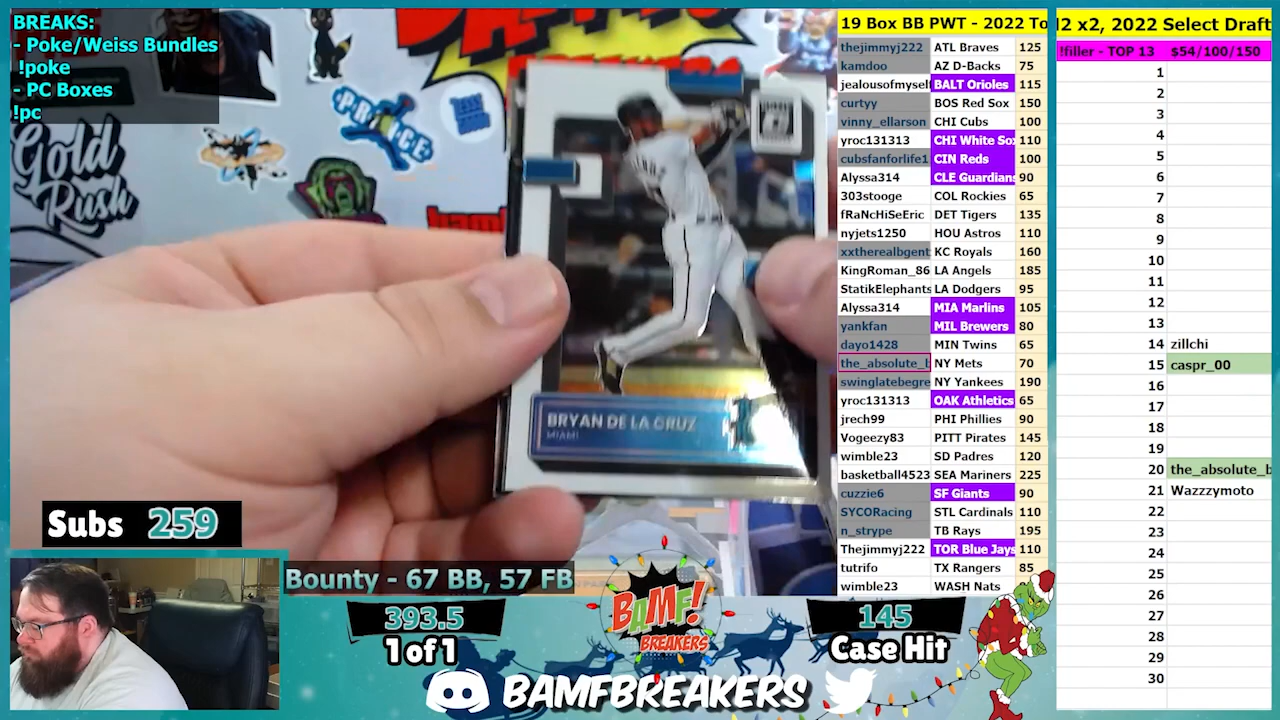 BREAKS:
- Poke/Weiss Bundles
!poke
- PC Boxes
!pc
Gold
Rush
PRINCE
BRYAN DE LA CRUZ
MIAMI
Subs 259
Bounty - 67 BB, 57 FB
393.5
1 of 1
BAMF!
BREAKERS
145
Case Hit
BAMFBREAKERS
19 Box BB PWT - 2022 To
thejimmyj222 ATL Braves 125
kamdoo AZ D-Backs 75
jealousofmysel BALT Orioles 115
curtyy BOS Red Sox 150
vinny_ellarson CHI Cubs 100
yroc131313 CHI White Sox 110
cubsfanforlife1 CIN Reds 100
Alyssa314 CLE Guardians 90
303stooge COL Rockies 65
fRaNcHiSeEric DET Tigers 135
nyjets1250 HOU Astros 110
xxtherealbgent KC Royals 160
KingRoman_86 LA Angels 185
StatikElephants LA Dodgers 95
Alyssa314 MIA Marlins 105
yankfan MIL Brewers 80
dayo1428 MIN Twins 65
the_absolute_b NY Mets 70
swinglatebegre NY Yankees 190
yroc131313 OAK Athletics 65
jrech99 PHI Phillies 90
Vogeezy83 PITT Pirates 145
wimble23 SD Padres 120
basketball4523 SEA Mariners 225
cuzzie6 SF Giants 90
SYCORacing STL Cardinals 110
n_strype TB Rays 195
Thejimmyj222 TOR Blue Jays 110
tutrifo TX Rangers 85
wimble23 WASH Nats
2 x2, 2022 Select Draft
!filler - TOP 13 $54/100/150
1
2
3
4
5
6
7
8
9
10
11
12
13
14 zillchi
15 caspr_00
16
17
18
19
20 the_absolute_b
21 Wazzzymoto
22
23
24
25
26
27
28
29
30